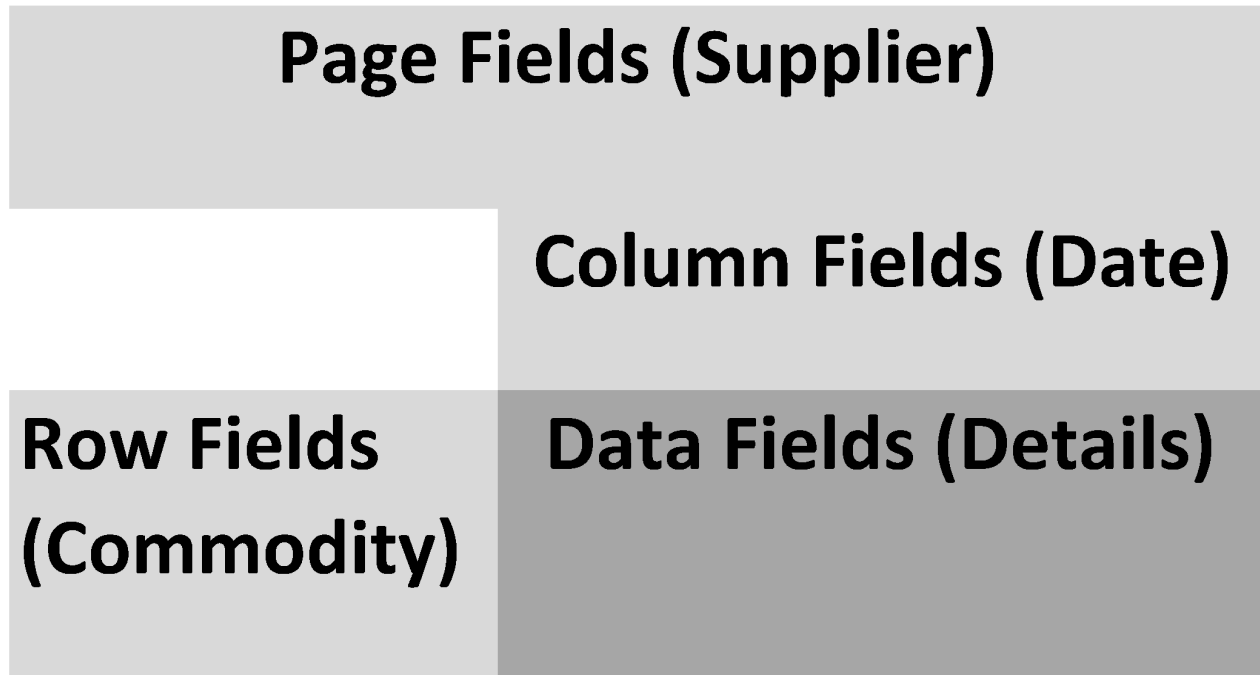 Page Fields (Supplier)
Column Fields (Date)
Row Fields
(Commodity)
Data Fields (Details)